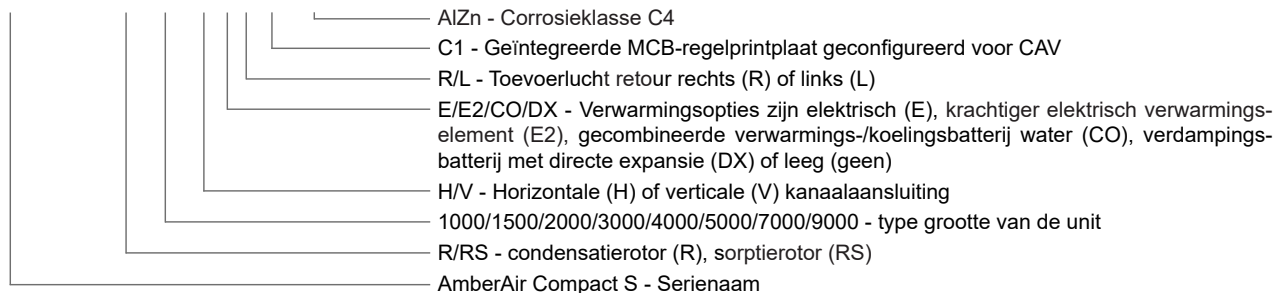 AlZn - Corrosieklasse C4
C1 - Geïntegreerde MCB-regelprintplaat geconfigureerd voor CAV
R/L - Toevoerlucht retour rechts (R) of links (L)
E/E2/CO/DX - Verwarmingsopties zijn elektrisch (E), krachtiger elektrisch verwarmings-
element (E2), gecombineerde verwarmings-/koelingsbatterij water (CO), verdampings-
batterij met directe expansie (DX) of leeg (geen)
H/V - Horizontale (H) of verticale (V) kanaalaansluiting
1000/1500/2000/3000/4000/5000/7000/9000 - type grootte van de unit
R/RS - condensatierotor (R), sorptierotor (RS)
AmberAir Compact S - Serienaam